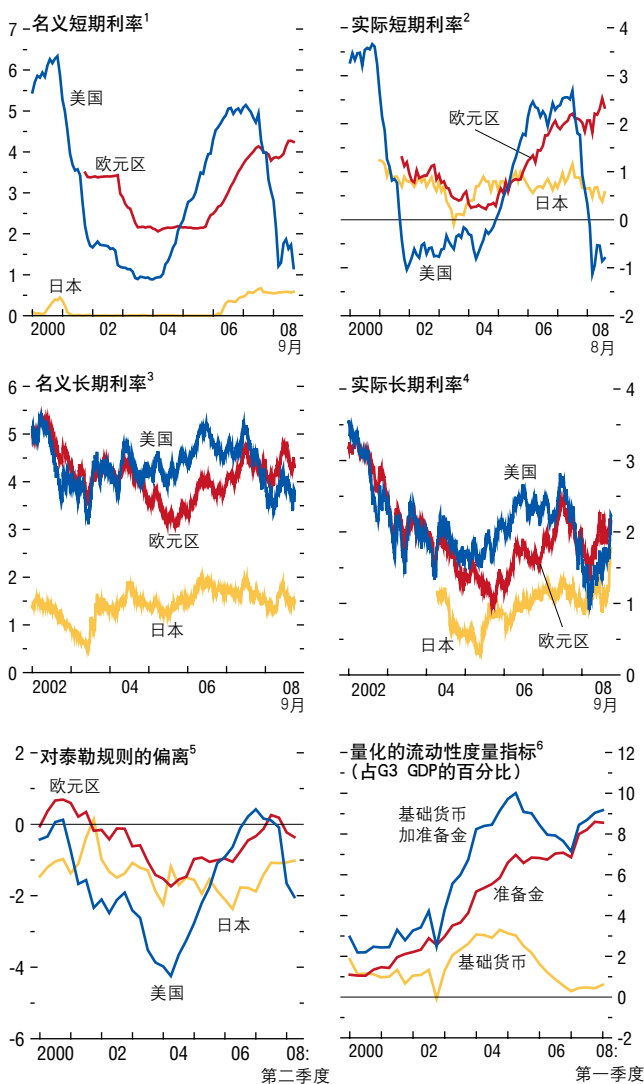 名义短期利率1
7
6
5
4
3
2
1
0
美国
欧元区
日本
2000 02 04 06 08
9月
实际短期利率2
4
3
2
1
0
-1
-2
欧元区
日本
美国
2000 02 04 06 08
8月
名义长期利率3
6
5
4
3
2
1
0
美国
欧元区
日本
2002 04 06 08
9月
实际长期利率4
4
3
2
1
0
美国
日本
欧元区
2002 04 06 08
9月
对泰勒规则的偏离5
2
0
-2
-4
-6
欧元区
日本
美国
2000 02 04 06 08:
第二季度
量化的流动性度量指标6
(占G3 GDP的百分比)
12
10
8
6
4
2
0
-2
基础货币
加准备金
准备金
基础货币
2000 02 04 06 08:
第一季度